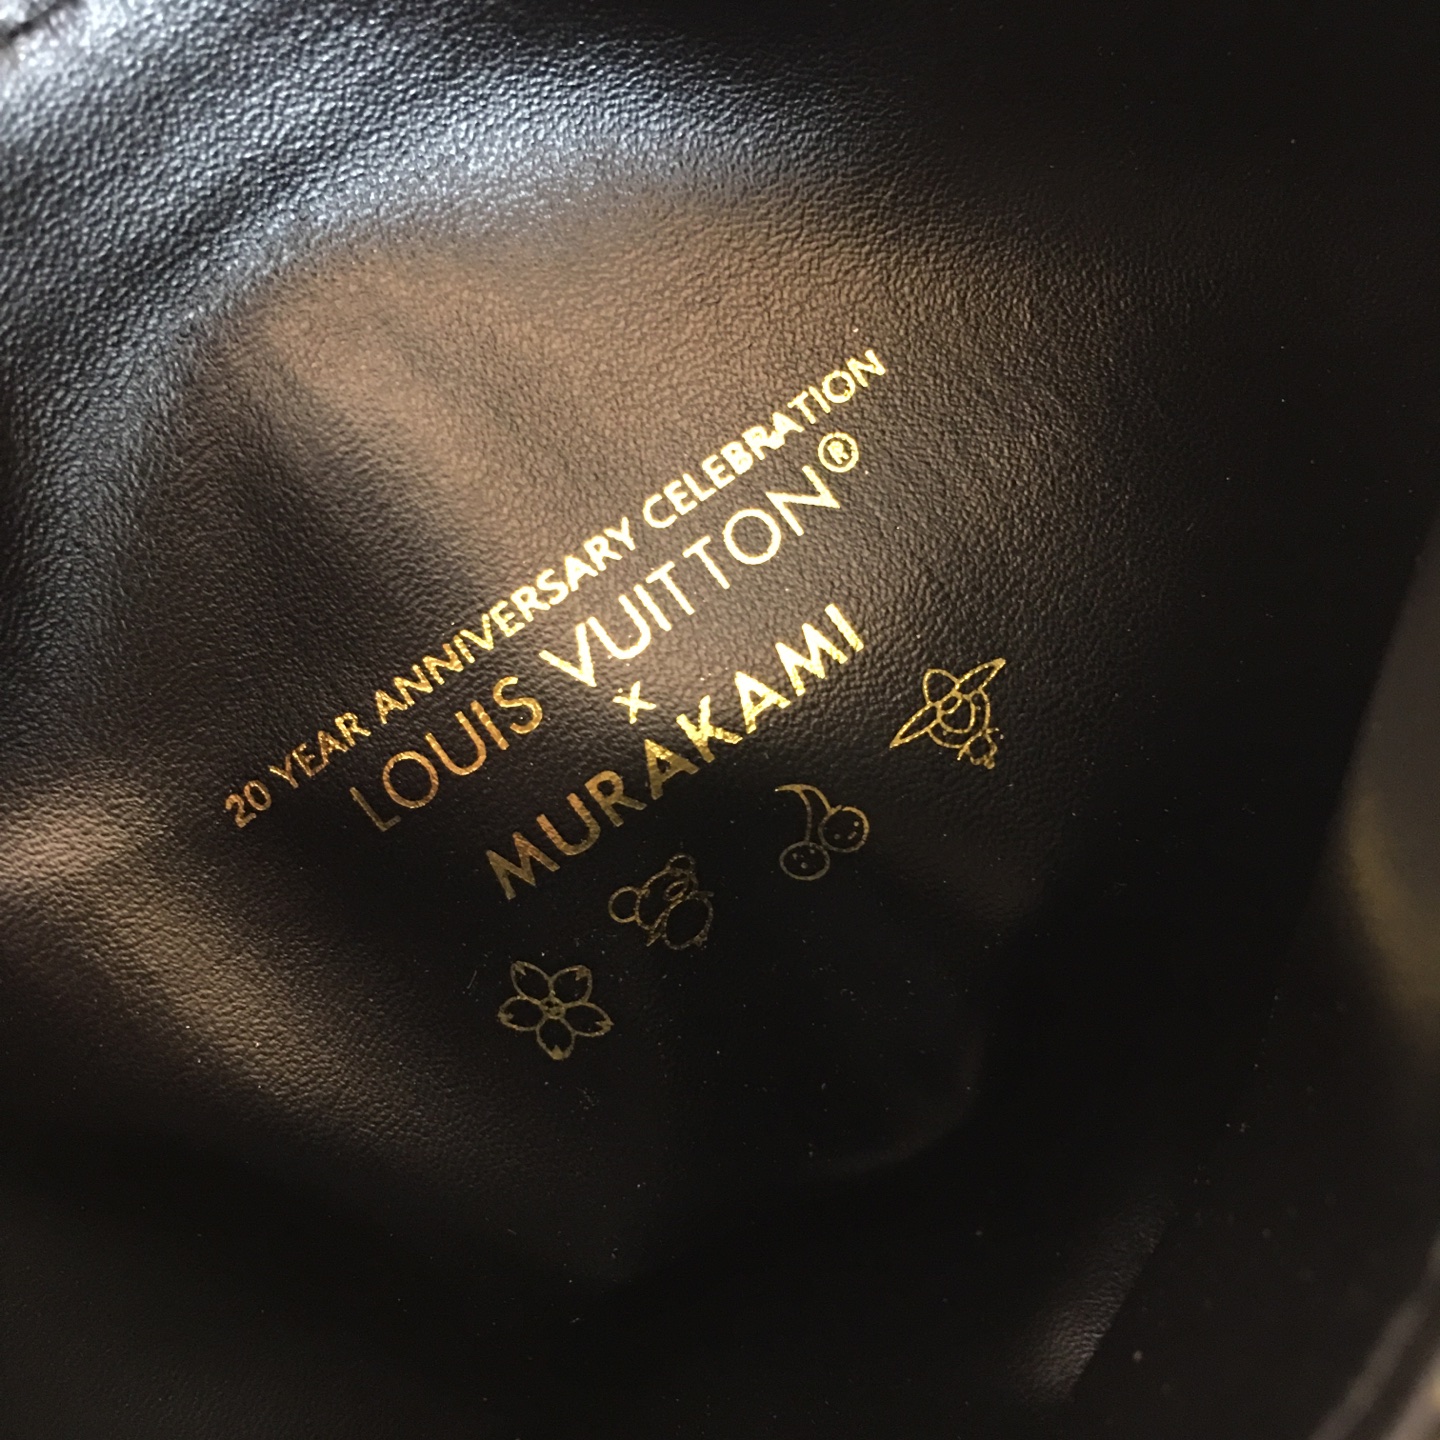 20 YEAR ANNIVERSARY CELEBRATION
LOUIS VUITTON®
×
MURAKAMI